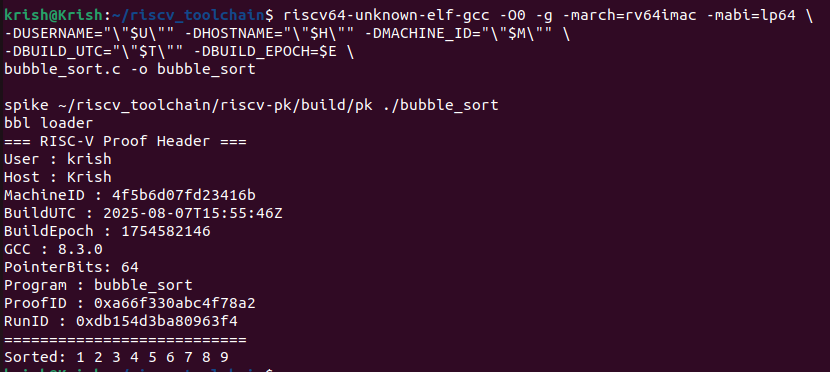 krish@Krish:~/riscv_toolchain$ riscv64-unknown-elf-gcc -O0 -g -march=rv64imac -mabi=lp64 \
-DUSERNAME="\"$U\"" -DHOSTNAME="\"$H\"" -DMACHINE_ID="\"$M\"" \
-DBUILD_UTC="\"$T\"" -DBUILD_EPOCH=$E \
bubble_sort.c -o bubble_sort

spike ~/riscv_toolchain/riscv-pk/build/pk ./bubble_sort
bbl loader
=== RISC-V Proof Header ===
User : krish
Host : Krish
MachineID : 4f5b6d07fd23416b
BuildUTC : 2025-08-07T15:55:46Z
BuildEpoch : 1754582146
GCC : 8.3.0
PointerBits: 64
Program : bubble_sort
ProofID : 0xa66f330abc4f78a2
RunID : 0xdb154d3ba80963f4
===========================
Sorted: 1 2 3 4 5 6 7 8 9